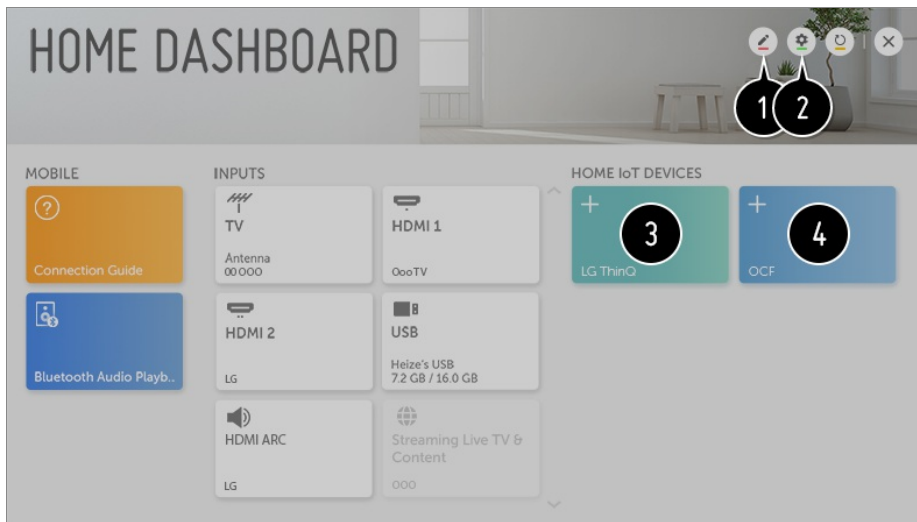 HOME DASHBOARD
1
2
MOBILE
Connection Guide
Bluetooth Audio Playb..
INPUTS
TV
Antenna
00 000
HDMI 1
OooTV
HDMI 2
LG
USB
Heize's USB
7.2 GB / 16.0 GB
HDMI ARC
LG
Streaming Live TV &
Content
000
HOME IoT DEVICES
3
LG ThinQ
4
OCF